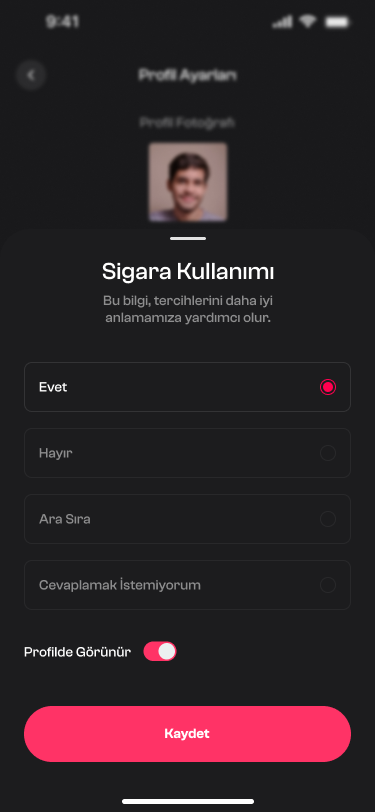 9:41
Profil Ayarları
Profil Fotoğrafı
Sigara Kullanımı
Bu bilgi, tercihlerini daha iyi
anlamamıza yardımcı olur.
Evet
Hayır
Ara Sıra
Cevaplamak İstemiyorum
Profilde Görünür
Kaydet